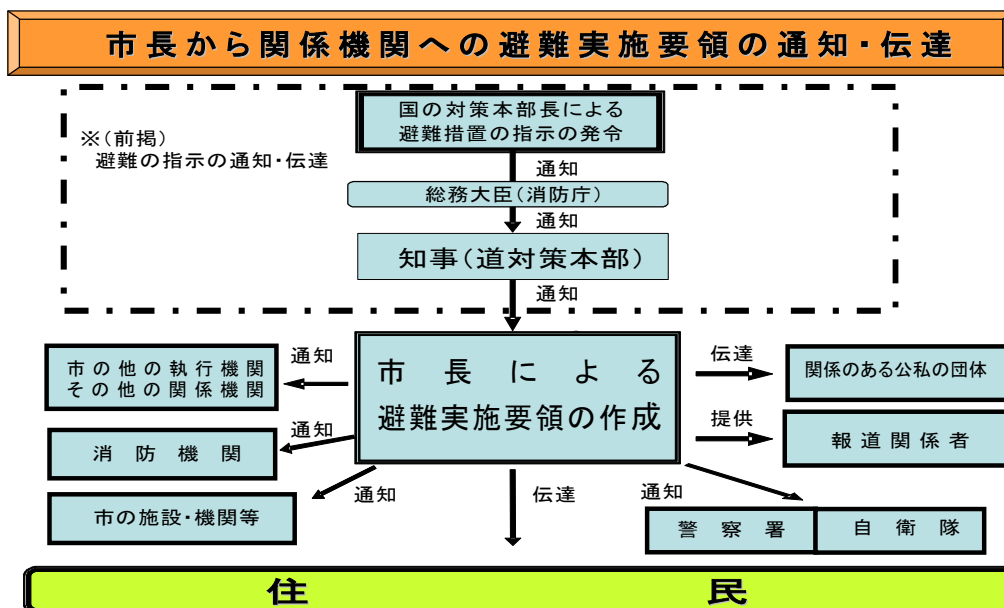 市長から関係機関への避難実施要領の通知・伝達
国の対策本部長による
避難措置の指示の発令
※(前掲)
避難の指示の通知・伝達
通知
総務大臣(消防庁)
通知
知事(道対策本部)
通知
市長による
避難実施要領の作成
通知
市の他の執行機関
その他の関係機関
通知
消防機関
通知
市の施設・機関等
伝達
伝達
関係のある公私の団体
提供
報道関係者
通知
警察署
自衛隊
住民